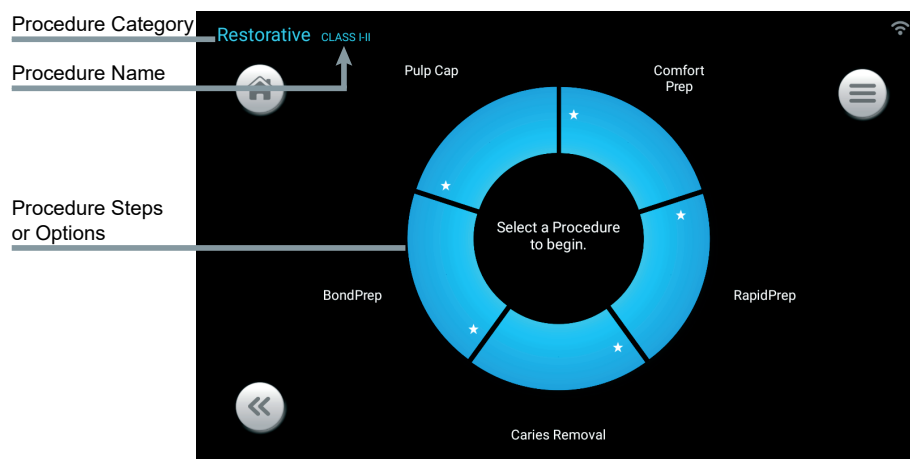 Procedure Category
Restorative CLASS I-II
Procedure Name
Pulp Cap
Comfort
Prep
Procedure Steps
or Options
Select a Procedure
to begin.
BondPrep
RapidPrep
Caries Removal